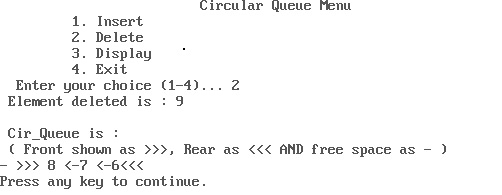 Circular Queue Menu
1. Insert
2. Delete
3. Display
4. Exit
Enter your choice (1-4)... 2
Element deleted is : 9
Cir_Queue is :
( Front shown as >>>, Rear as <<< AND free space as - )
- >>> 8 <-7 <-6<<<
Press any key to continue.